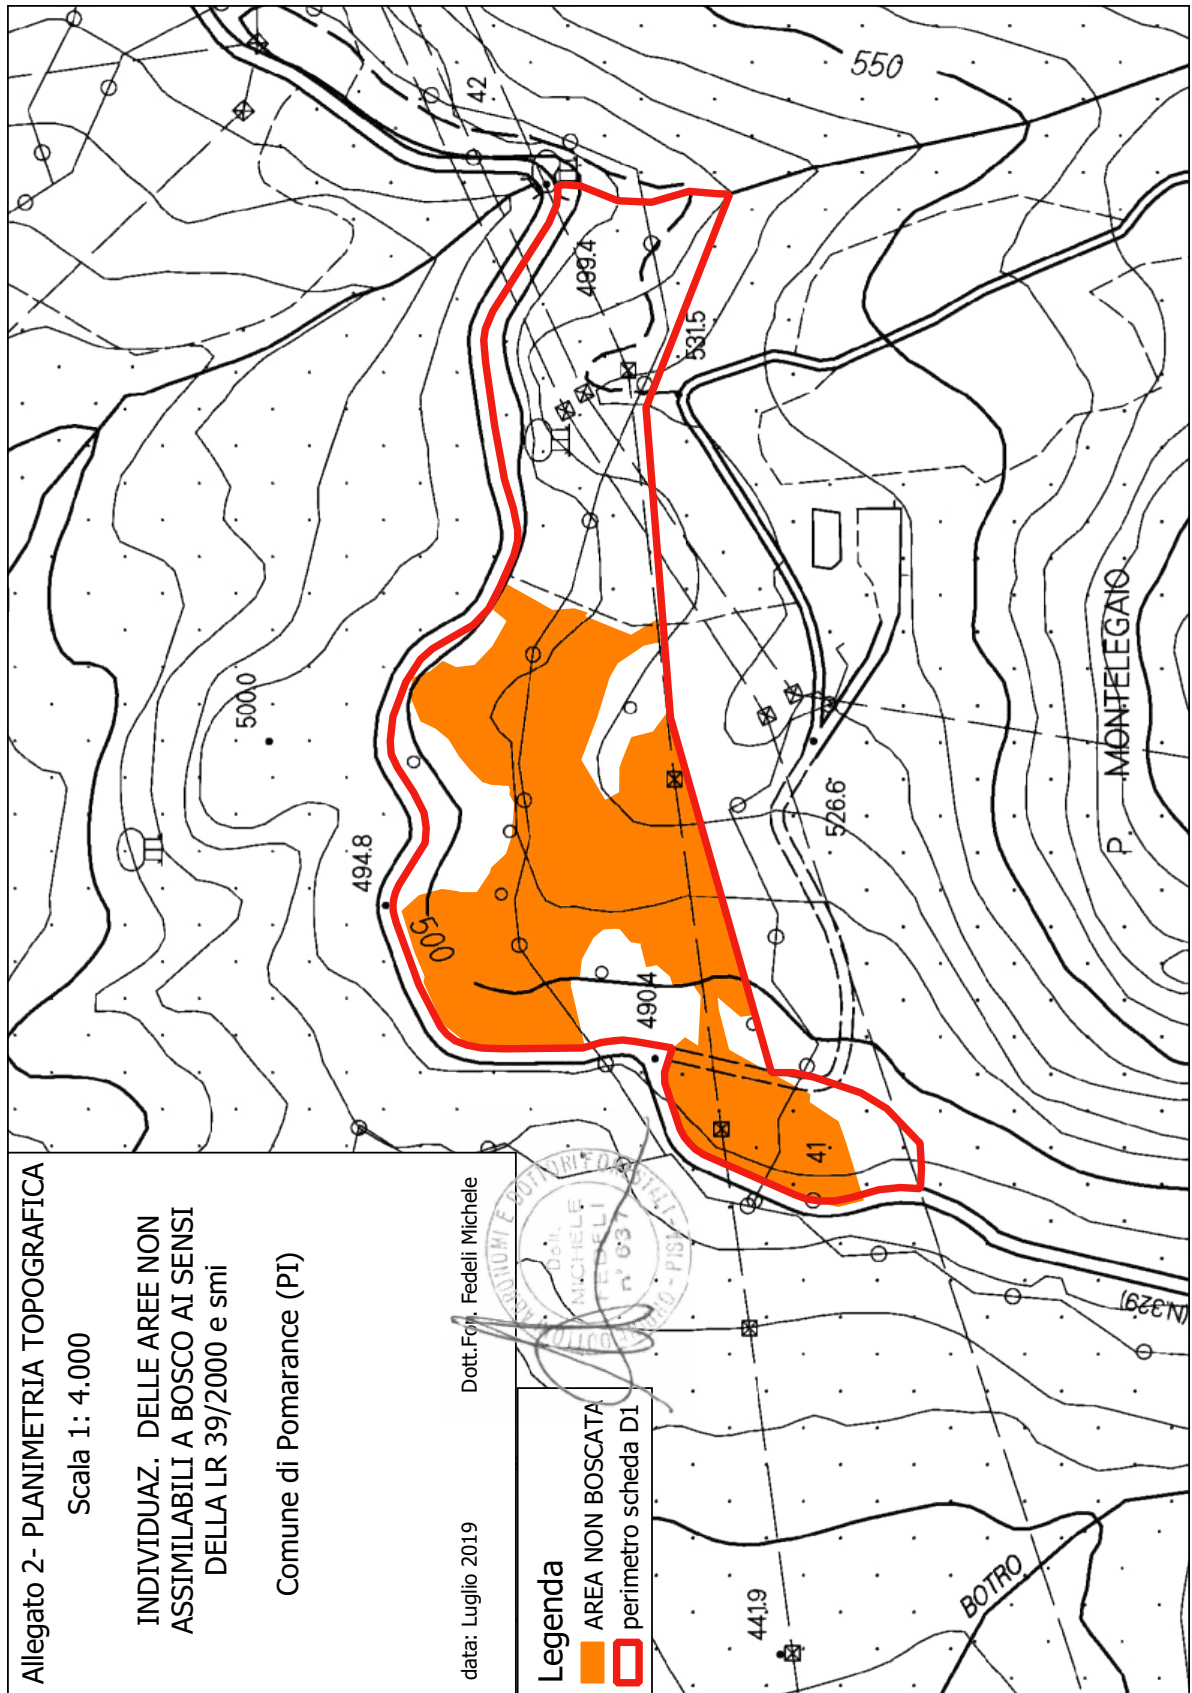 Allegato 2- PLANIMETRIA TOPOGRAFICA
Scala 1: 4.000
INDIVIDUAZ. DELLE AREE NON
ASSIMILABILI A BOSCO AI SENSI
DELLA LR 39/2000 e smi
Comune di Pomarance (PI)
data: Luglio 2019
Dott.For. Fedeli Michele
Dott.
MICHELE
FEDELI
n° 637
Legenda
AREA NON BOSCATA
perimetro scheda D1
550
42
499.4
531.5
500.0
494.8
500
490.4
526.6
P MONTELEGAIO
41
(N.329)
441.9
BOTRO